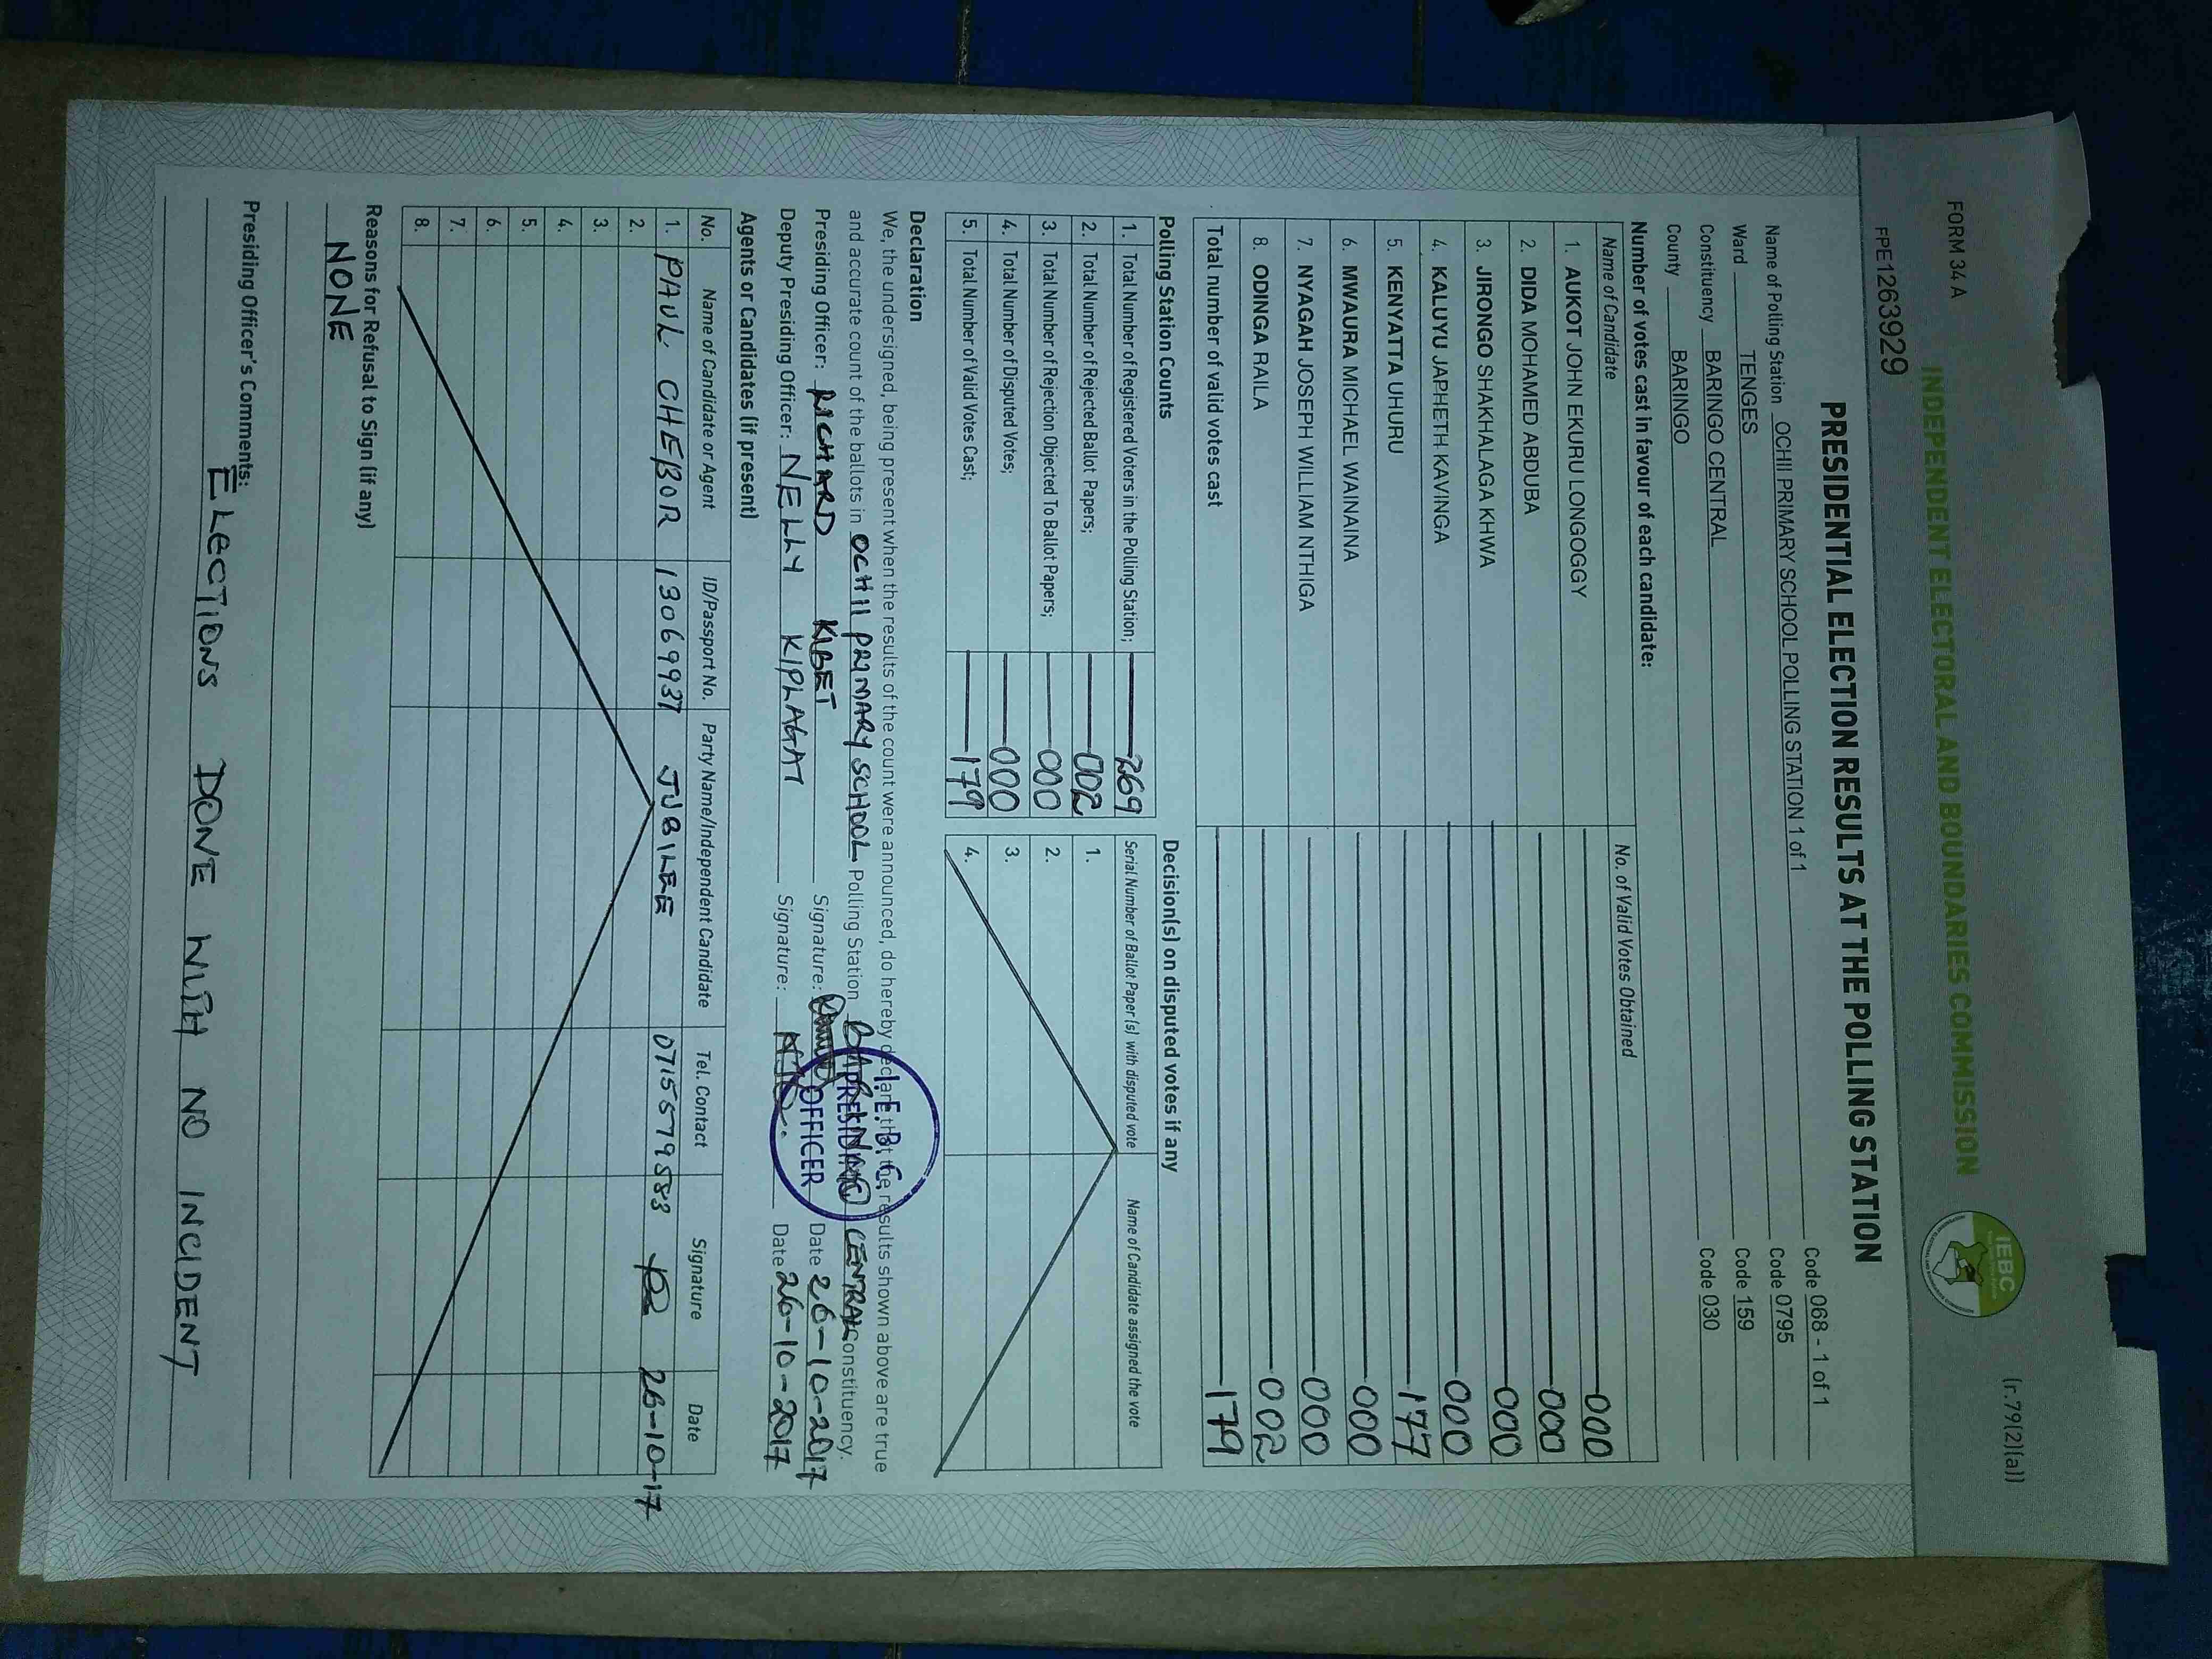 FORM 34 A
(r.79(2)(a))
INDEPENDENT ELECTORAL AND BOUNDARIES COMMISSION
IEBC
FPE1263929
PRESIDENTIAL ELECTION RESULTS AT THE POLLING STATION
Name of Polling Station OCHII PRIMARY SCHOOL POLLING STATION 1 of 1 Code 068 - 1 of 1
Ward TENGES Code 0795
Constituency BARINGO CENTRAL Code 159
County BARINGO Code 030
Number of votes cast in favour of each candidate:
Name of Candidate No. of Valid Votes Obtained
1. AUKOT JOHN EKURU LONGOGGY 000
2. DIDA MOHAMED ABDUBA 000
3. JIRONGO SHAKHALAGA KHWA 000
4. KALUYU JAPHETH KAVINGA 000
5. KENYATTA UHURU 177
6. MWAURA MICHAEL WAINAINA 000
7. NYAGAH JOSEPH WILLIAM NTHIGA 000
8. ODINGA RAILA 002
Total number of valid votes cast 179
Polling Station Counts
1. Total Number of Registered Voters in the Polling Station; 269
2. Total Number of Rejected Ballot Papers; 002
3. Total Number of Rejection Objected To Ballot Papers; 000
4. Total Number of Disputed Votes; 000
5. Total Number of Valid Votes Cast; 179
Decision(s) on disputed votes if any
Serial Number of Ballot Paper (s) with disputed vote Name of Candidate assigned the vote
1.
2.
3.
4.
Declaration
We, the undersigned, being present when the results of the count were announced, do hereby declare that the results shown above are true
and accurate count of the ballots in OCHII PRIMARY SCHOOL Polling Station BARINGO CENTRAL Constituency.
Presiding Officer: RICHARD KIBET Signature: Date 26-10-2017
Deputy Presiding Officer: NELLY KIPLAGAT Signature: Date 26-10-2017
I.E.B.C.
PRESIDING
OFFICER
Agents or Candidates (if present)
No. Name of Candidate or Agent ID/Passport No. Party Name/Independent Candidate Tel. Contact Signature Date
1. PAUL CHEBOR 13069937 JUBILEE 0715579583 26-10-17
2.
3.
4.
5.
6.
7.
8.
Reasons for Refusal to Sign (if any)
NONE
Presiding Officer's Comments:
ELECTIONS DONE WITH NO INCIDENT